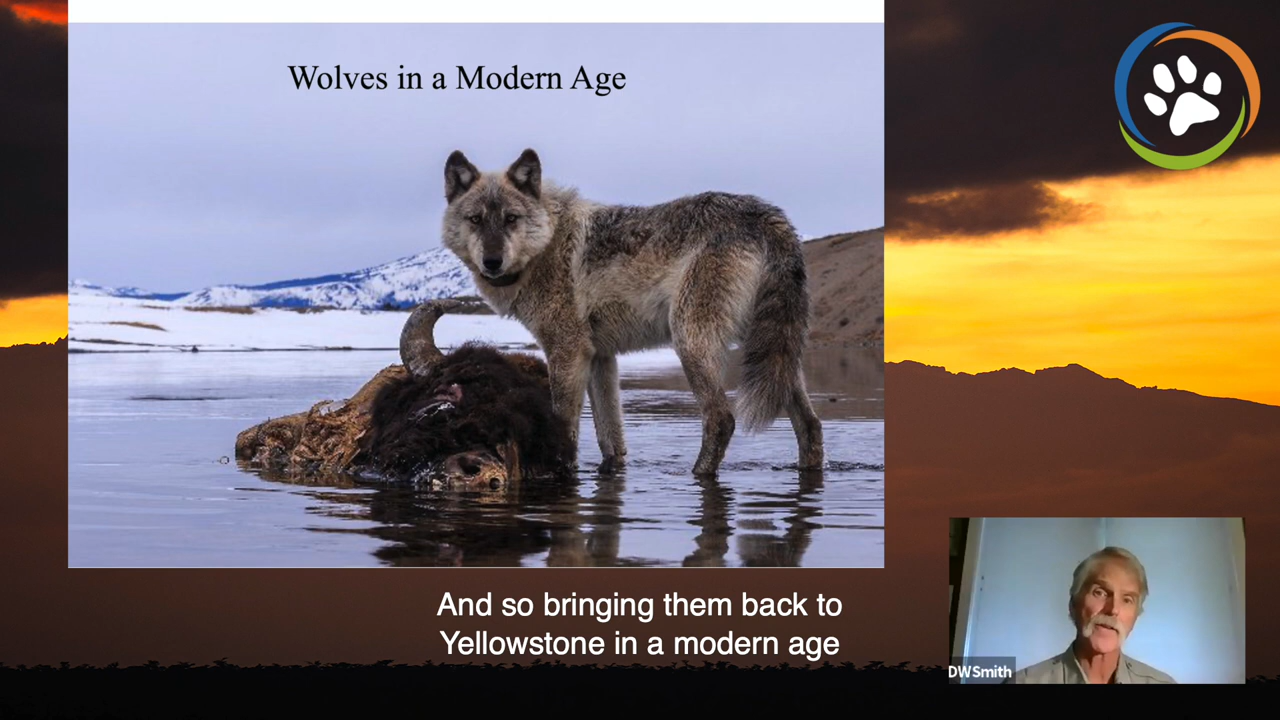 Wolves in a Modern Age
And so bringing them back to
Yellowstone in a modern age
DWSmith